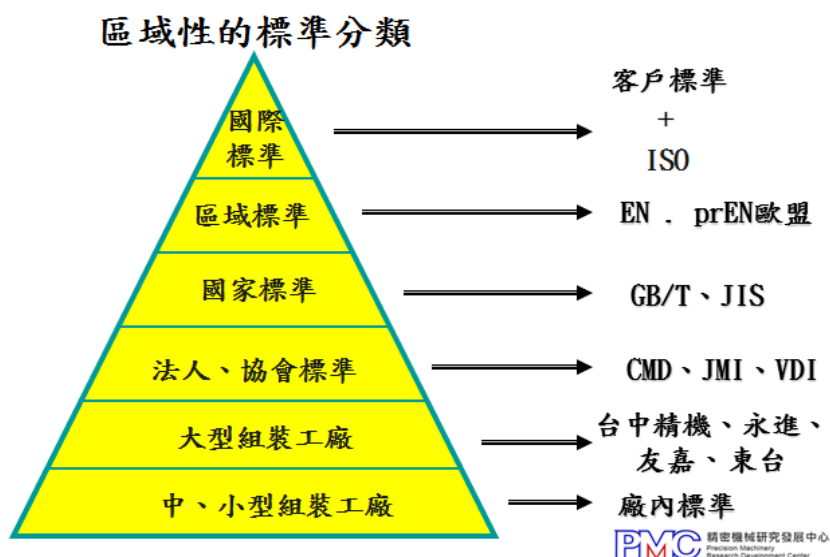 區域性的標準分類
國際
標準
客戶標準
+
ISO
區域標準
EN . prEN歐盟
國家標準
GB/T、JIS
法人、協會標準
CMD、JMI、VDI
大型組裝工廠
台中精機、永進、
友嘉、東台
中、小型組裝工廠
廠內標準
PMC
精密機械研究發展中心
Precision Machinery
Research Development Center